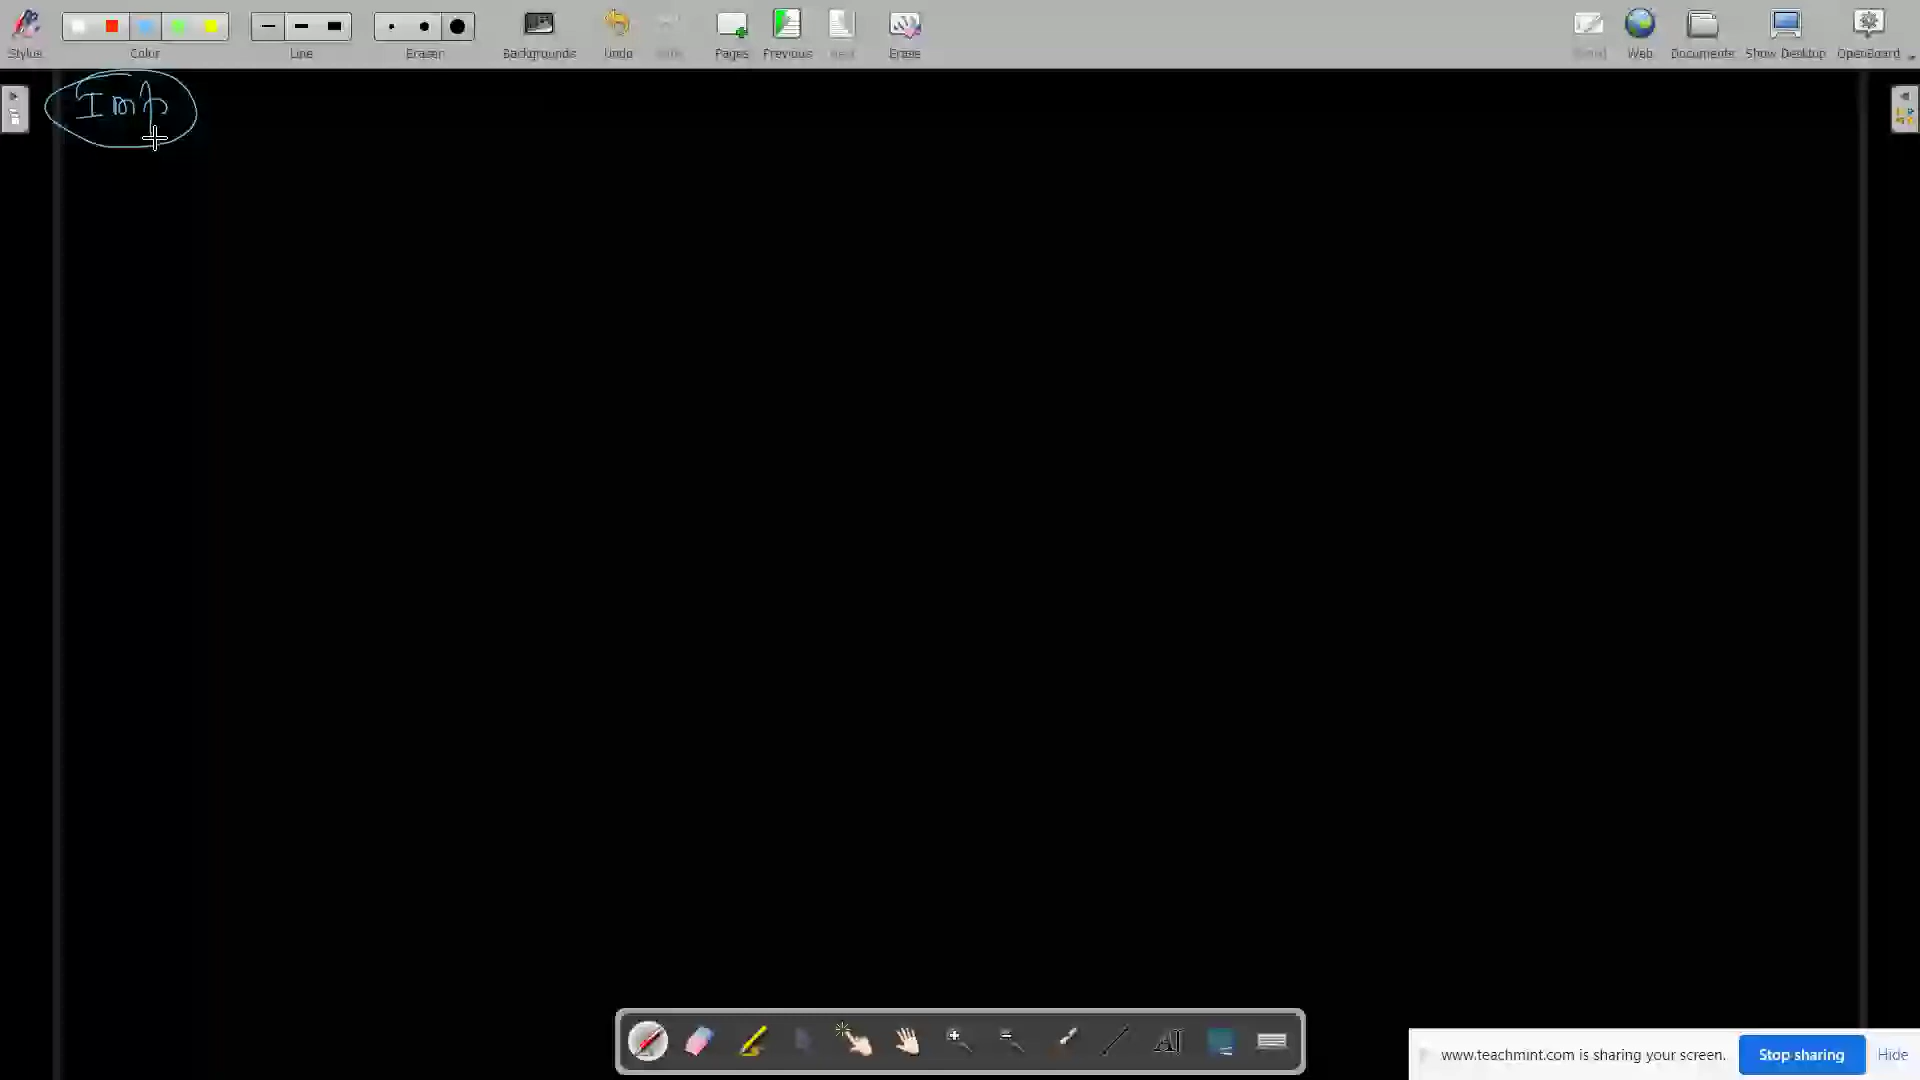 Stylus
Color
Line
Eraser
Backgrounds
Undo
Pages
Previous
Erase
Web
Documents
Show Desktop
OpenBoard
Imp
www.teachmint.com is sharing your screen.
Stop sharing
Hide